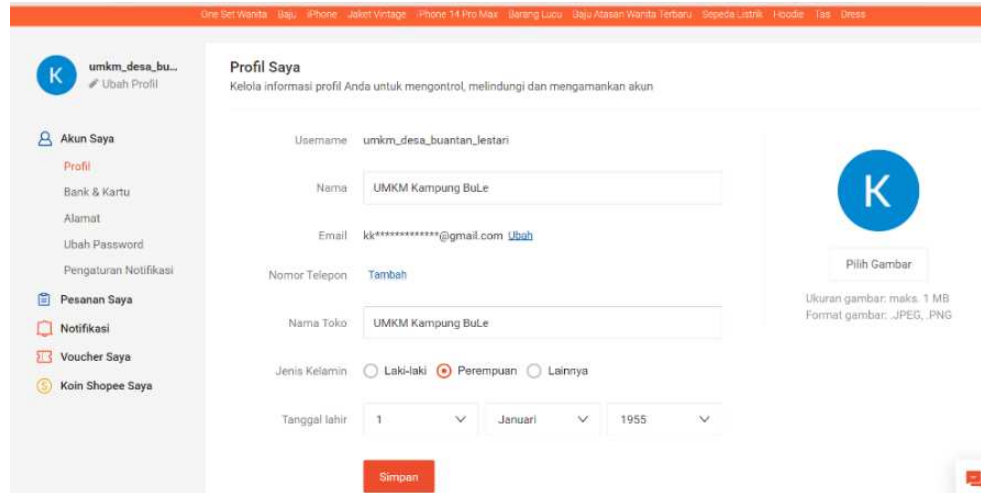 One Set Wanita Baju iPhone Jaket Vintage iPhone 14 Pro Max Barang Lucu Baju Atasan Wanita Terbaru Sepeda Listrik Hoodie Tas Dress
K
umkm_desa_bu...
Ubah Profil
Akun Saya
Profil
Bank & Kartu
Alamat
Ubah Password
Pengaturan Notifikasi
Pesanan Saya
Notifikasi
Voucher Saya
Koin Shopee Saya
Profil Saya
Kelola informasi profil Anda untuk mengontrol, melindungi dan mengamankan akun
Username umkm_desa_buantan_lestari
Nama UMKM Kampung BuLe
Email kk*************@gmail.com Ubah
Nomor Telepon Tambah
Nama Toko UMKM Kampung BuLe
Jenis Kelamin Laki-laki Perempuan Lainnya
Tanggal lahir 1 Januari 1955
Simpan
K
Pilih Gambar
Ukuran gambar: maks. 1 MB
Format gambar: .JPEG, .PNG